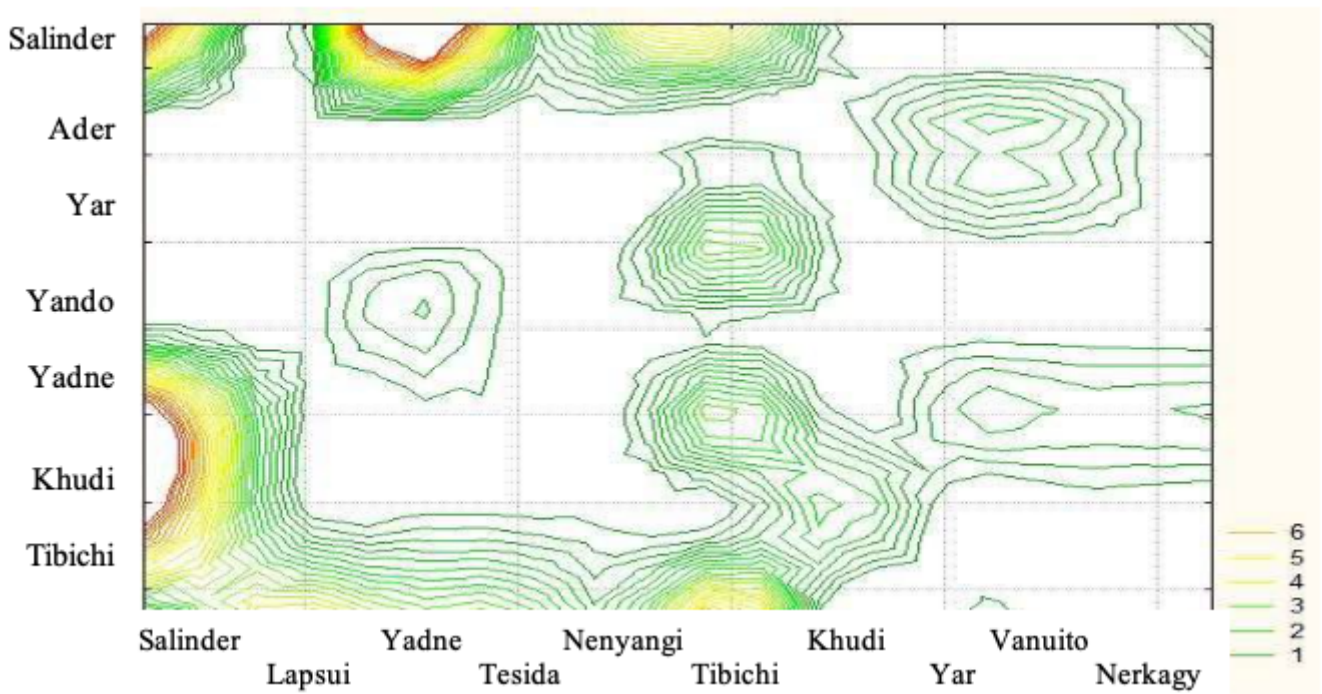 Salinder
Ader
Yar
Yando
Yadne
Khudi
Tibichi
6
5
4
3
2
1
Salinder Yadne Nenyangi Khudi Vanuito
Lapsui Tesida Tibichi Yar Nerkagy